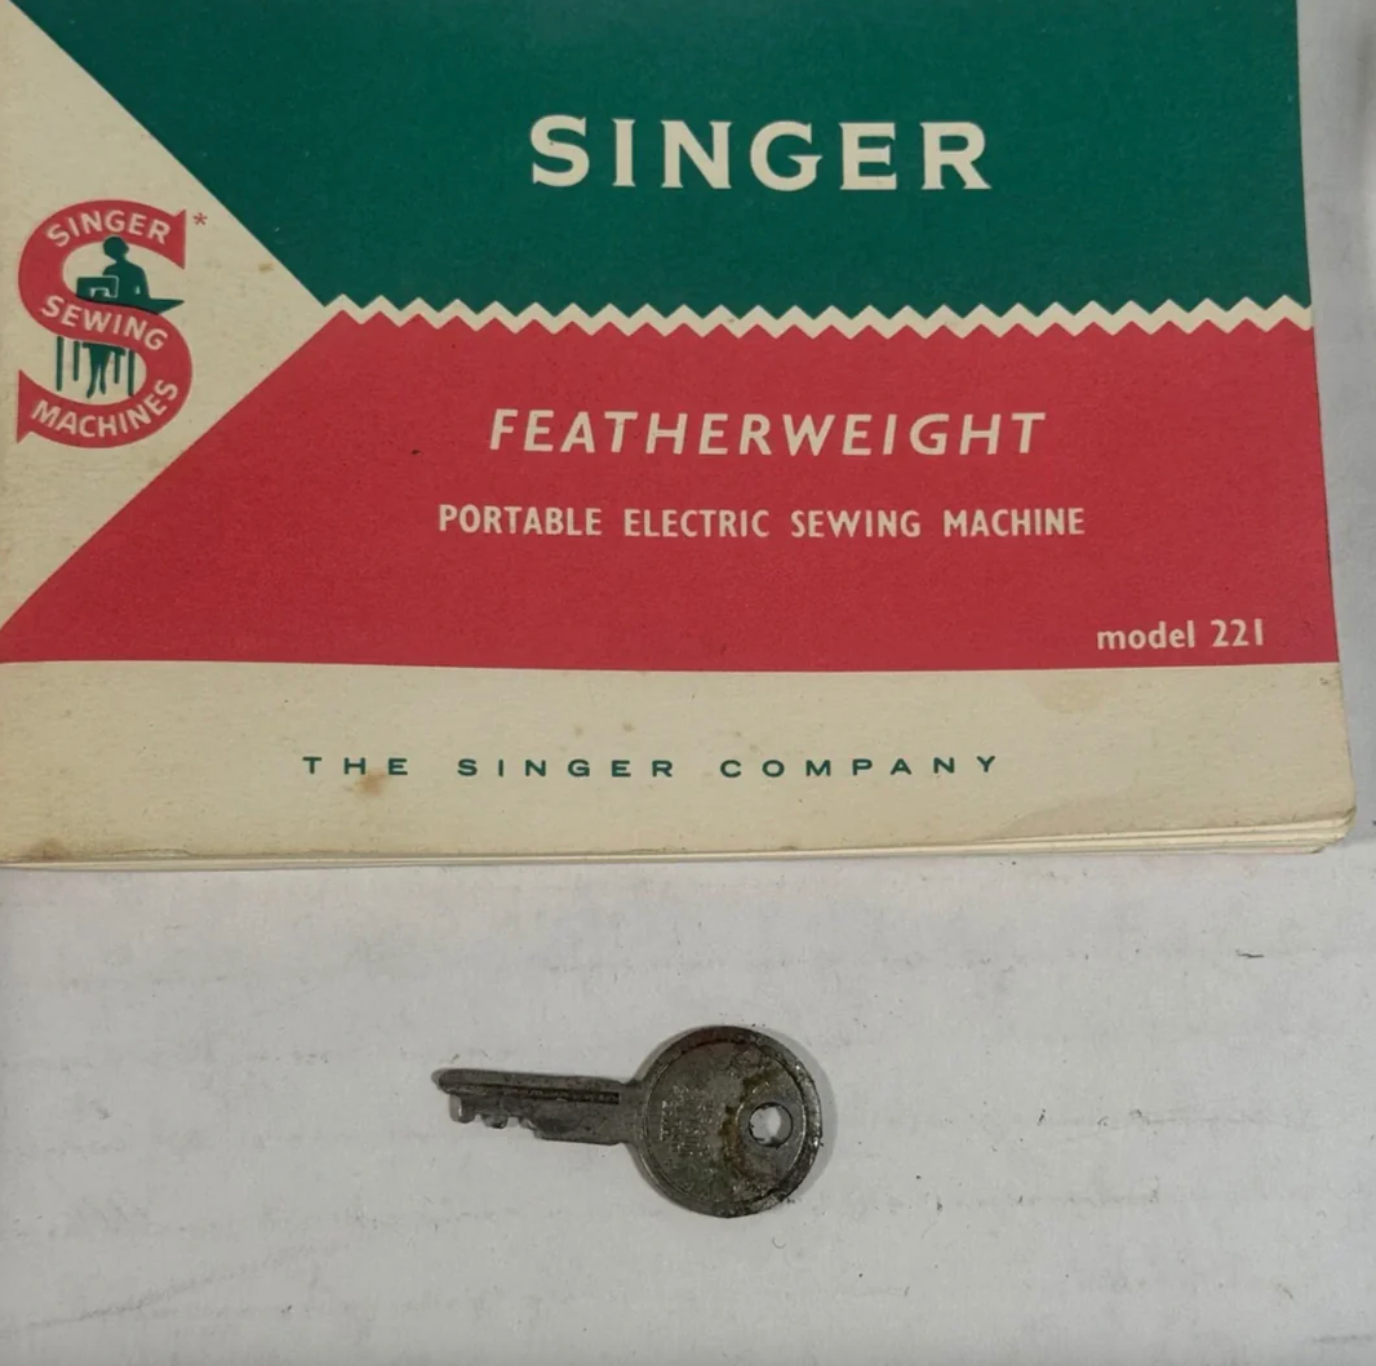 SINGER
SINGER*
SEWING
MACHINES
FEATHERWEIGHT
PORTABLE ELECTRIC SEWING MACHINE
model 221
THE SINGER COMPANY